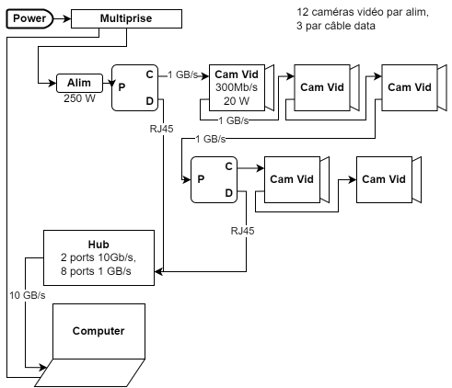 Power
Multiprise
12 caméras vidéo par alim,
3 par câble data
Alim
250 W
P
C
D
1 GB/s
Cam Vid
300Mb/s
20 W
Cam Vid
Cam Vid
1 GB/s
RJ45
1 GB/s
P
C
D
Cam Vid
Cam Vid
RJ45
Hub
2 ports 10Gb/s,
8 ports 1 GB/s
10 GB/s
Computer